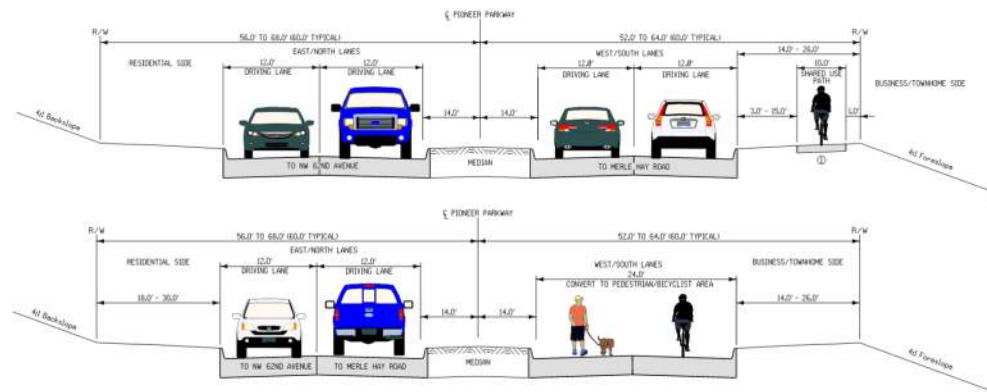 ℄ PIONEER PARKWAY
R/W
R/W
56.0' TO 68.0' (60.0' TYPICAL)
52.0' TO 64.0' (60.0' TYPICAL)
EAST/NORTH LANES
WEST/SOUTH LANES
14.0' - 26.0'
RESIDENTIAL SIDE
12.0'
DRIVING LANE
12.0'
DRIVING LANE
12.0'
DRIVING LANE
12.0'
DRIVING LANE
10.0'
SHARED USE
PATH
BUSINESS/TOWNHOME SIDE
14.0'
14.0'
3.0' - 15.0'
1.0'
4:1 Backslope
TO NW 62ND AVENUE
MEDIAN
TO MERLE HAY ROAD
①
4:1 Foreslope
℄ PIONEER PARKWAY
R/W
R/W
56.0' TO 68.0' (60.0' TYPICAL)
52.0' TO 64.0' (60.0' TYPICAL)
EAST/NORTH LANES
RESIDENTIAL SIDE
12.0'
DRIVING LANE
12.0'
DRIVING LANE
WEST/SOUTH LANES
24.0'
CONVERT TO PEDESTRIAN/BICYCLIST AREA
BUSINESS/TOWNHOME SIDE
18.0' - 30.0'
14.0'
14.0'
14.0' - 26.0'
4:1 Backslope
TO NW 62ND AVENUE
TO MERLE HAY ROAD
MEDIAN
4:1 Foreslope